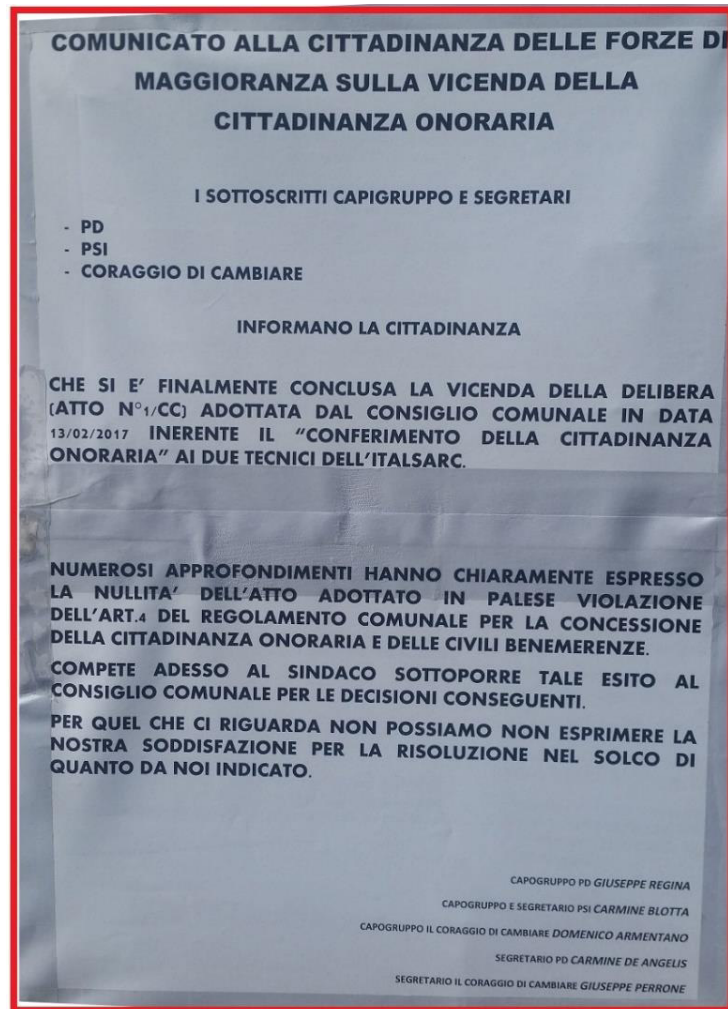 COMUNICATO ALLA CITTADINANZA DELLE FORZE DI
MAGGIORANZA SULLA VICENDA DELLA
CITTADINANZA ONORARIA
I SOTTOSCRITTI CAPIGRUPPO E SEGRETARI
- PD
- PSI
- CORAGGIO DI CAMBIARE
INFORMANO LA CITTADINANZA
CHE SI E' FINALMENTE CONCLUSA LA VICENDA DELLA DELIBERA
(ATTO N°1/CC) ADOTTATA DAL CONSIGLIO COMUNALE IN DATA
13/02/2017 INERENTE IL "CONFERIMENTO DELLA CITTADINANZA
ONORARIA" AI DUE TECNICI DELL'ITALSARC.
NUMEROSI APPROFONDIMENTI HANNO CHIARAMENTE ESPRESSO
LA NULLITA' DELL'ATTO ADOTTATO IN PALESE VIOLAZIONE
DELL'ART.4 DEL REGOLAMENTO COMUNALE PER LA CONCESSIONE
DELLA CITTADINANZA ONORARIA E DELLE CIVILI BENEMERENZE.
COMPETE ADESSO AL SINDACO SOTTOPORRE TALE ESITO AL
CONSIGLIO COMUNALE PER LE DECISIONI CONSEGUENTI.
PER QUEL CHE CI RIGUARDA NON POSSIAMO NON ESPRIMERE LA
NOSTRA SODDISFAZIONE PER LA RISOLUZIONE NEL SOLCO DI
QUANTO DA NOI INDICATO.
CAPOGRUPPO PD GIUSEPPE REGINA
CAPOGRUPPO E SEGRETARIO PSI CARMINE BLOTTA
CAPOGRUPPO IL CORAGGIO DI CAMBIARE DOMENICO ARMENTANO
SEGRETARIO PD CARMINE DE ANGELIS
SEGRETARIO IL CORAGGIO DI CAMBIARE GIUSEPPE PERRONE